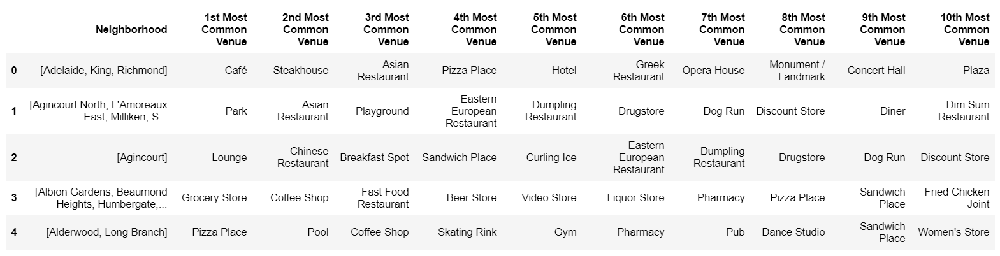 Neighborhood 1st Most Common Venue 2nd Most Common Venue 3rd Most Common Venue 4th Most Common Venue 5th Most Common Venue 6th Most Common Venue 7th Most Common Venue 8th Most Common Venue 9th Most Common Venue 10th Most Common Venue
0 [Adelaide, King, Richmond] Café Steakhouse Asian Restaurant Pizza Place Hotel Greek Restaurant Opera House Monument / Landmark Concert Hall Plaza
1 [Agincourt North, L'Amoreaux East, Milliken, S... Park Asian Restaurant Playground Eastern European Restaurant Dumpling Restaurant Drugstore Dog Run Discount Store Diner Dim Sum Restaurant
2 [Agincourt] Lounge Chinese Restaurant Breakfast Spot Sandwich Place Curling Ice Eastern European Restaurant Dumpling Restaurant Drugstore Dog Run Discount Store
3 [Albion Gardens, Beaumond Heights, Humbergate,... Grocery Store Coffee Shop Fast Food Restaurant Beer Store Video Store Liquor Store Pharmacy Pizza Place Sandwich Place Fried Chicken Joint
4 [Alderwood, Long Branch] Pizza Place Pool Coffee Shop Skating Rink Gym Pharmacy Pub Dance Studio Sandwich Place Women's Store